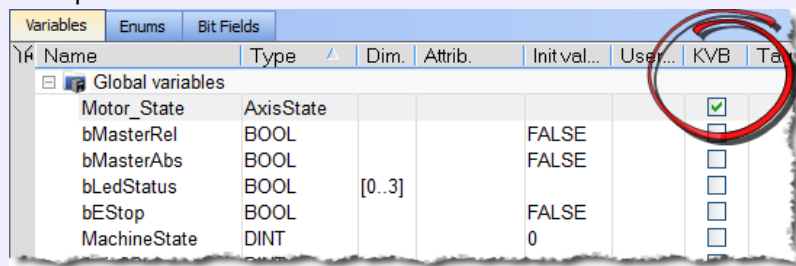 Variables Enums Bit Fields
Name Type Dim. Attrib. Init val... User... KVB
Global variables
Motor_State AxisState
bMasterRel BOOL FALSE
bMasterAbs BOOL FALSE
bLedStatus BOOL [0..3]
bEStop BOOL FALSE
MachineState DINT 0